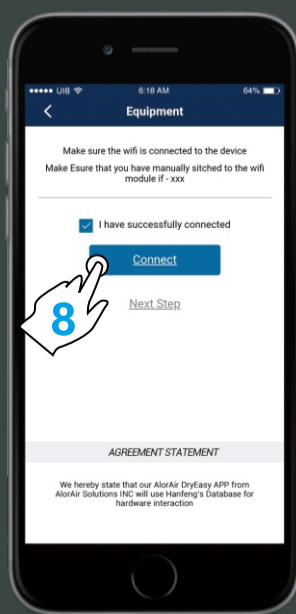 ••••• UI8 6:18 AM 64%
Equipment
Make sure the wifi is connected to the device
Make Esure that you have manually sitched to the wifi
module if - xxx
I have successfully connected
Connect
8
Next Step
AGREEMENT STATEMENT
We hereby state that our AlorAir DryEasy APP from
AlorAir Solutions INC will use Hanfeng's Database for
hardware interaction